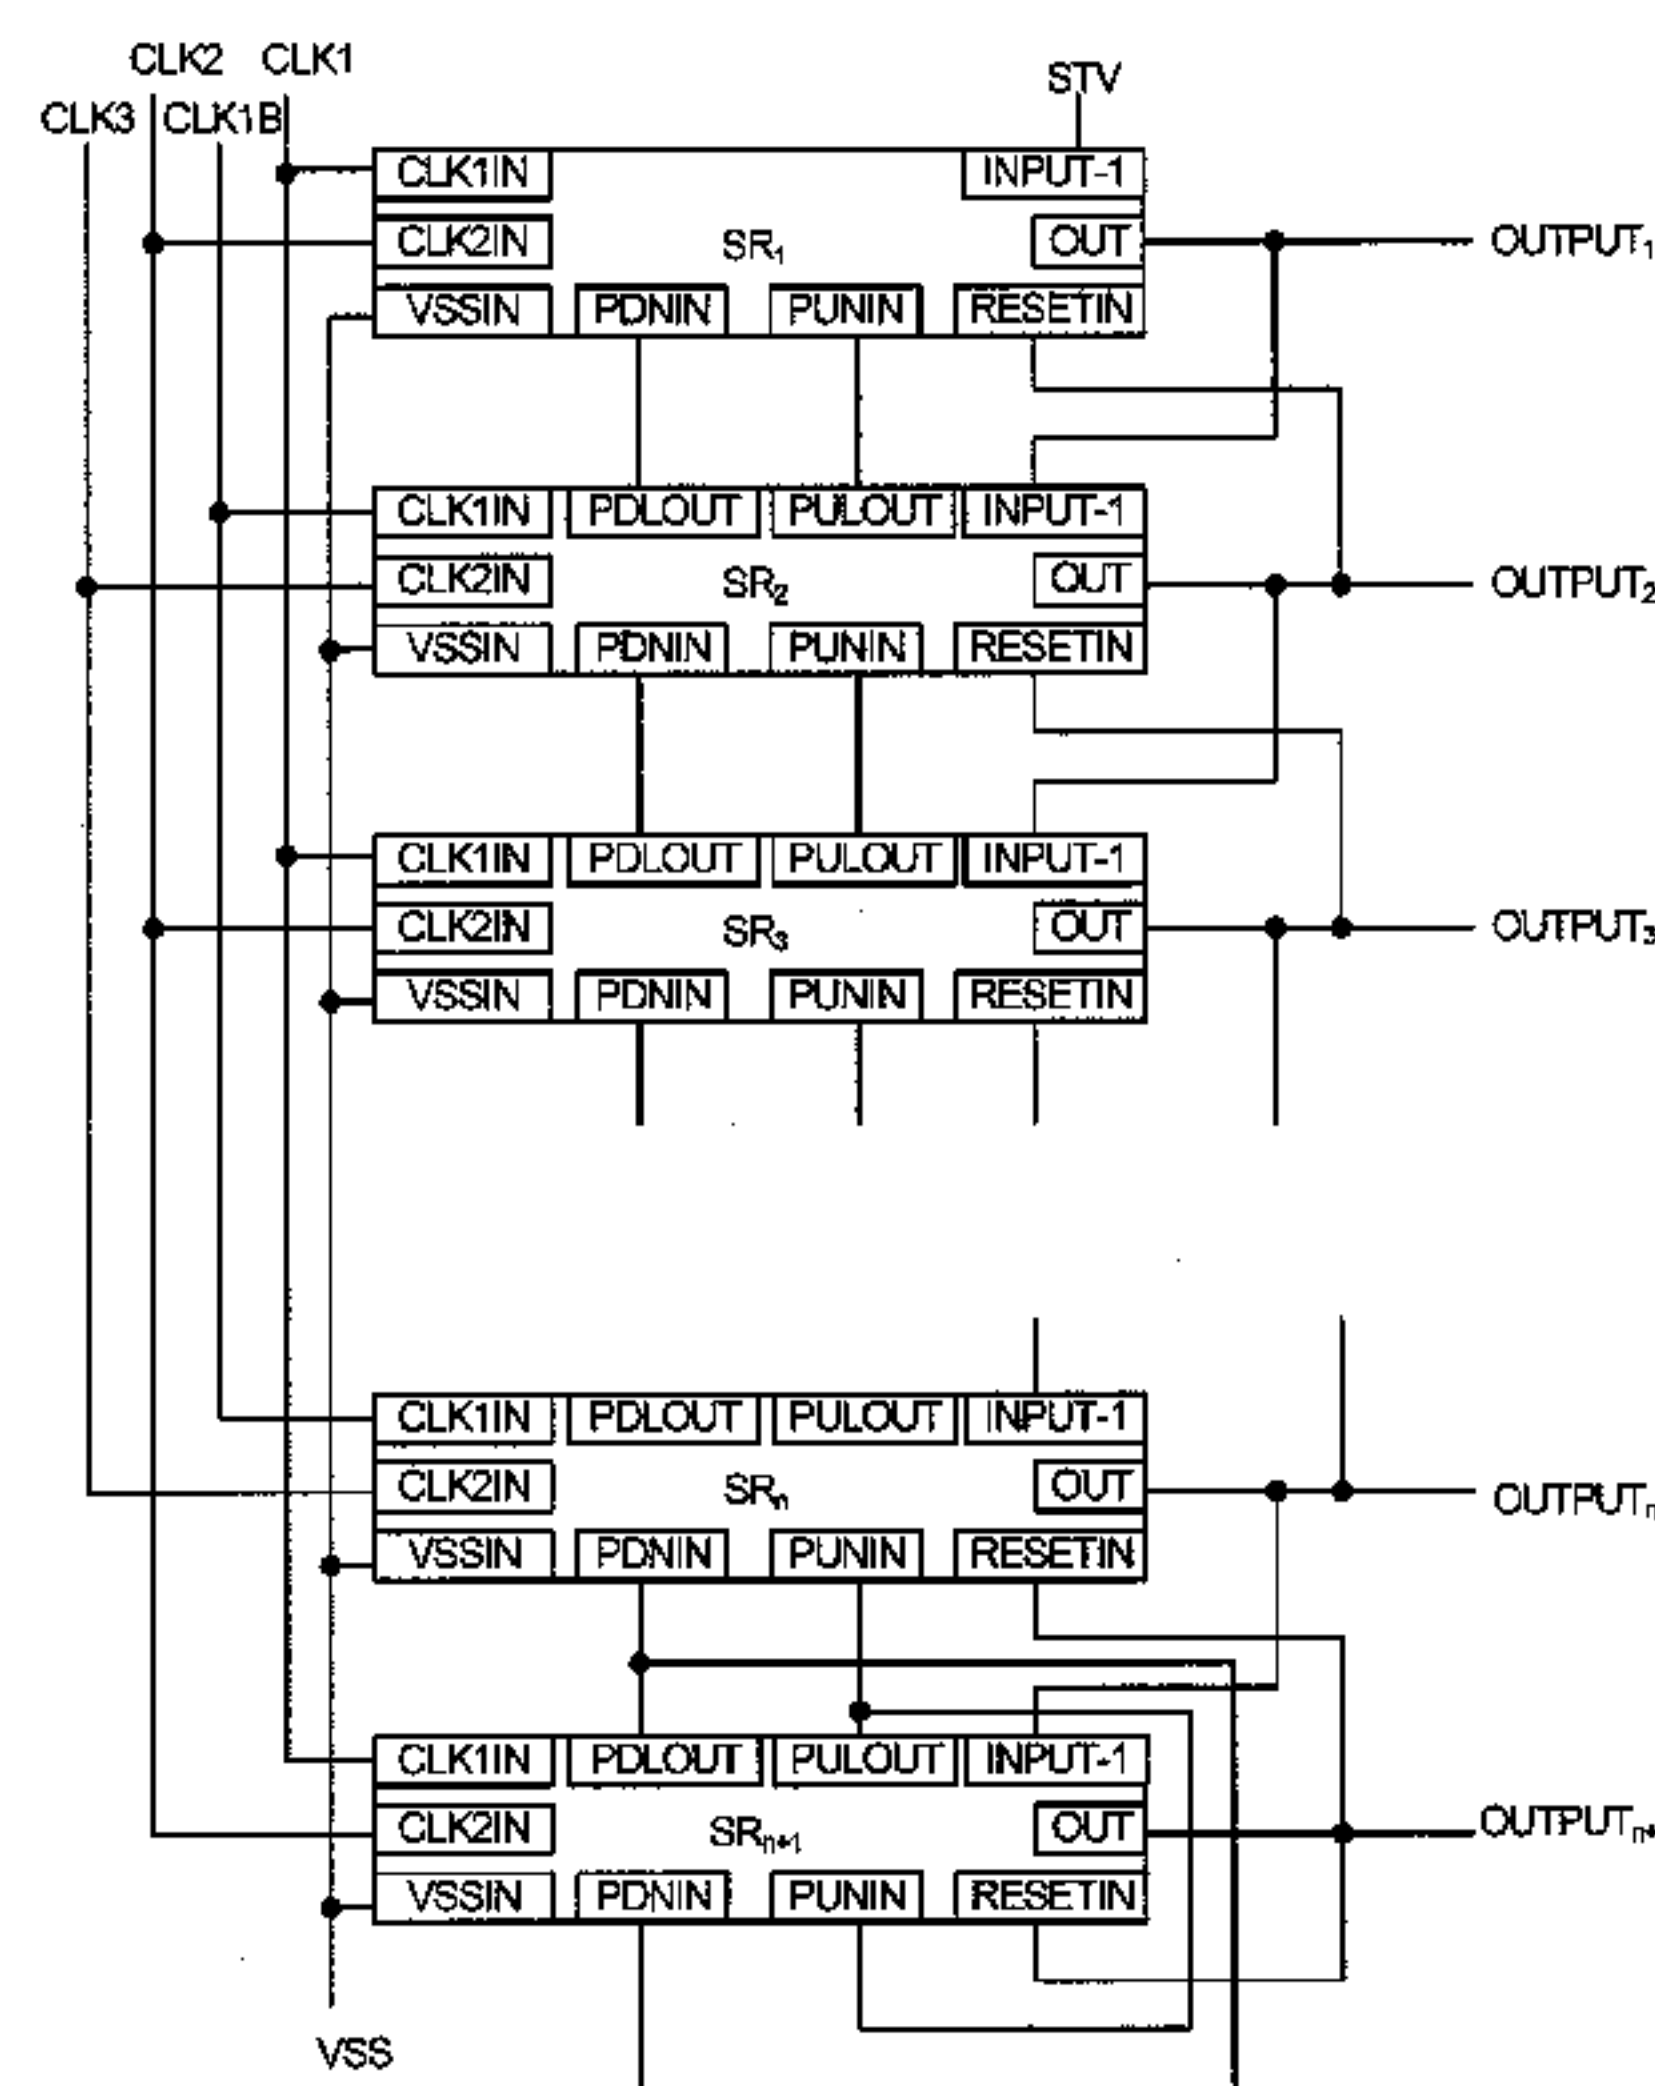 CLK2 CLK1
STV
CLK3 CLK1B
CLK1IN INPUT-1
CLK2IN SR₁ OUT OUTPUT₁
VSSIN PDNIN PUNIN RESETIN
CLK1IN PDLOUT PULOUT INPUT-1
CLK2IN SR₂ OUT OUTPUT₂
VSSIN PDNIN PUNIN RESETIN
CLK1IN PDLOUT PULOUT INPUT-1
CLK2IN SR₃ OUT OUTPUT₃
VSSIN PDNIN PUNIN RESETIN
CLK1IN PDLOUT PULOUT INPUT-1
CLK2IN SRₙ OUT OUTPUTₙ
VSSIN PDNIN PUNIN RESETIN
CLK1IN PDLOUT PULOUT INPUT-1
CLK2IN SRₙ₊₁ OUT OUTPUTₙ₊
VSSIN PDNIN PUNIN RESETIN
VSS